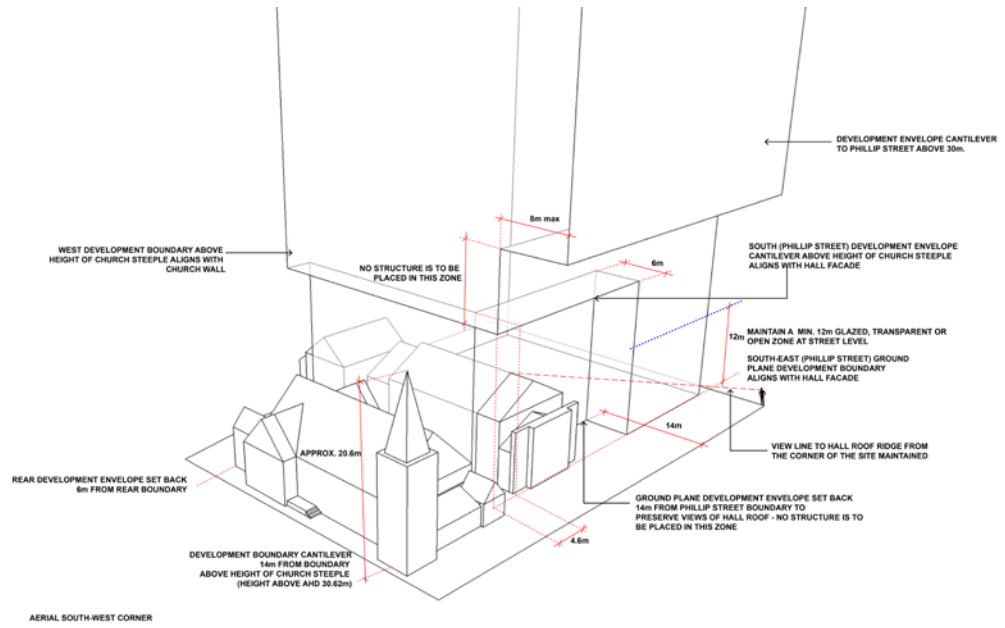 DEVELOPMENT ENVELOPE CANTILEVER
TO PHILLIP STREET ABOVE 30m.
8m max
WEST DEVELOPMENT BOUNDARY ABOVE
HEIGHT OF CHURCH STEEPLE ALIGNS WITH
CHURCH WALL
NO STRUCTURE IS TO BE
PLACED IN THIS ZONE
6m
SOUTH (PHILLIP STREET) DEVELOPMENT ENVELOPE
CANTILEVER ABOVE HEIGHT OF CHURCH STEEPLE
ALIGNS WITH HALL FACADE
12m
MAINTAIN A MIN. 12m GLAZED, TRANSPARENT OR
OPEN ZONE AT STREET LEVEL
SOUTH-EAST (PHILLIP STREET) GROUND
PLANE DEVELOPMENT BOUNDARY
ALIGNS WITH HALL FACADE
14m
VIEW LINE TO HALL ROOF RIDGE FROM
THE CORNER OF THE SITE MAINTAINED
APPROX. 20.6m
REAR DEVELOPMENT ENVELOPE SET BACK
6m FROM REAR BOUNDARY
GROUND PLANE DEVELOPMENT ENVELOPE SET BACK
14m FROM PHILLIP STREET BOUNDARY TO
PRESERVE VIEWS OF HALL ROOF - NO STRUCTURE IS TO
BE PLACED IN THIS ZONE
4.6m
DEVELOPMENT BOUNDARY CANTILEVER
14m FROM BOUNDARY
ABOVE HEIGHT OF CHURCH STEEPLE
(HEIGHT ABOVE AHD 30.62m)
AERIAL SOUTH-WEST CORNER